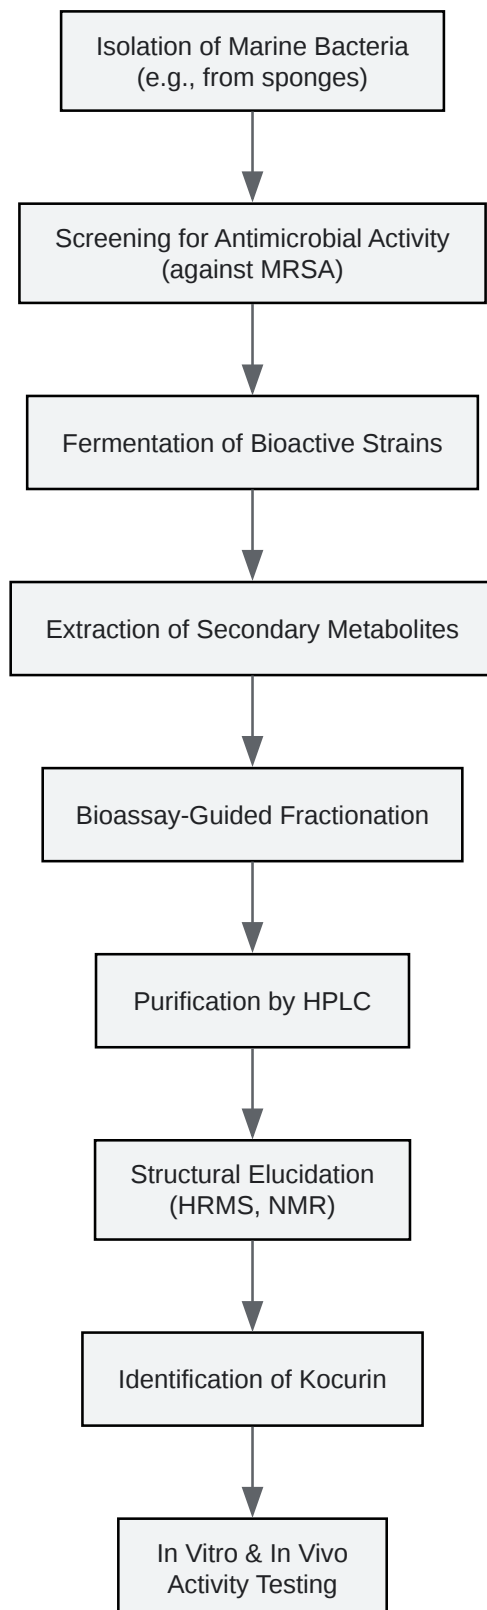 Isolation of Marine Bacteria
(e.g., from sponges)
Screening for Antimicrobial Activity
(against MRSA)
Fermentation of Bioactive Strains
Extraction of Secondary Metabolites
Bioassay-Guided Fractionation
Purification by HPLC
Structural Elucidation
(HRMS, NMR)
Identification of Kocurin
In Vitro & In Vivo
Activity Testing